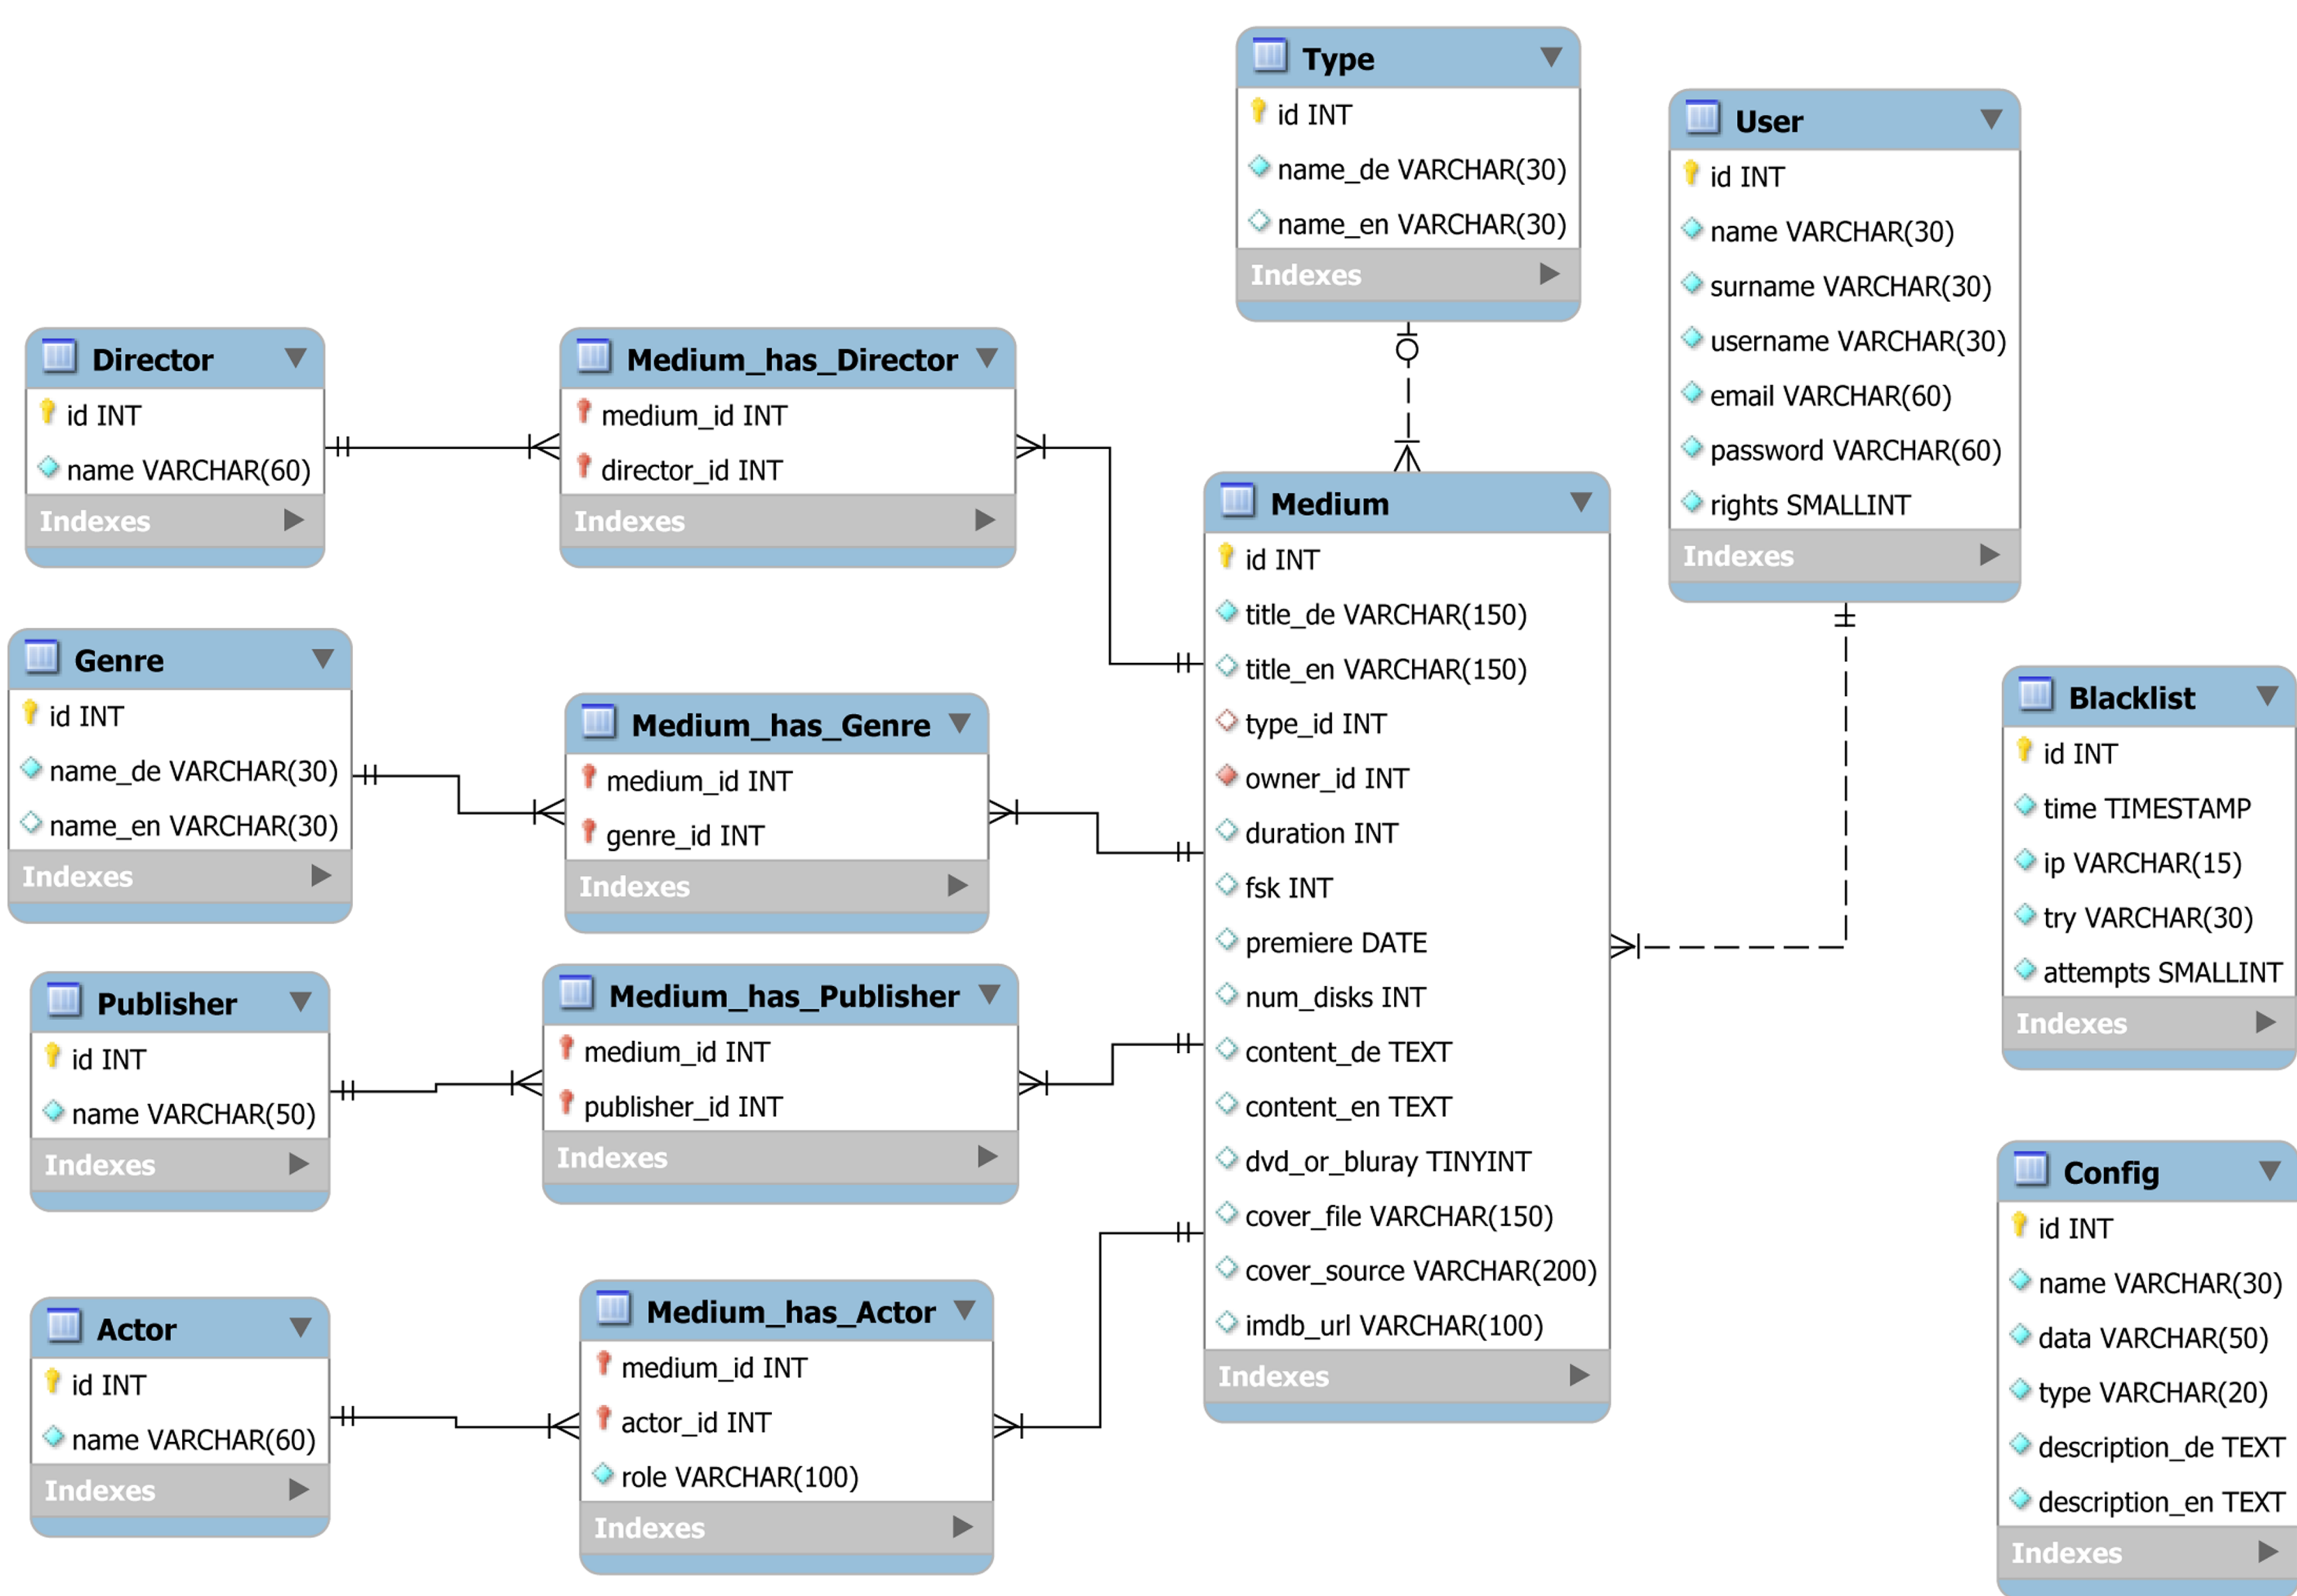 Type
id INT
name_de VARCHAR(30)
name_en VARCHAR(30)
Indexes
User
id INT
name VARCHAR(30)
surname VARCHAR(30)
username VARCHAR(30)
email VARCHAR(60)
password VARCHAR(60)
rights SMALLINT
Indexes
Director
id INT
name VARCHAR(60)
Indexes
Medium_has_Director
medium_id INT
director_id INT
Indexes
Medium
id INT
title_de VARCHAR(150)
title_en VARCHAR(150)
type_id INT
owner_id INT
duration INT
fsk INT
premiere DATE
num_disks INT
content_de TEXT
content_en TEXT
dvd_or_bluray TINYINT
cover_file VARCHAR(150)
cover_source VARCHAR(200)
imdb_url VARCHAR(100)
Indexes
Genre
id INT
name_de VARCHAR(30)
name_en VARCHAR(30)
Indexes
Medium_has_Genre
medium_id INT
genre_id INT
Indexes
Blacklist
id INT
time TIMESTAMP
ip VARCHAR(15)
try VARCHAR(30)
attempts SMALLINT
Indexes
Publisher
id INT
name VARCHAR(50)
Indexes
Medium_has_Publisher
medium_id INT
publisher_id INT
Indexes
Actor
id INT
name VARCHAR(60)
Indexes
Medium_has_Actor
medium_id INT
actor_id INT
role VARCHAR(100)
Indexes
Config
id INT
name VARCHAR(30)
data VARCHAR(50)
type VARCHAR(20)
description_de TEXT
description_en TEXT
Indexes